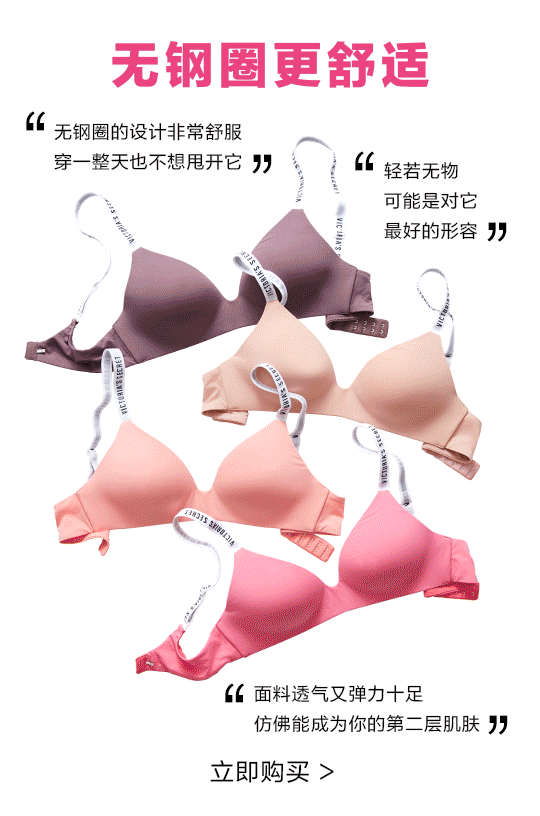 无钢圈更舒适
“ 无钢圈的设计非常舒服
穿一整天也不想甩开它 ”
“ 轻若无物
可能是对它
最好的形容 ”
VICTORIA'S SECRET
VICTORIA'S
VICTORIA'S SECRET
VICTORIA'S
VICTORIA'S SECRET
VICTORIA'S SECRET
VICTORIA'S SECRET
“ 面料透气又弹力十足
仿佛能成为你的第二层肌肤 ”
立即购买 >